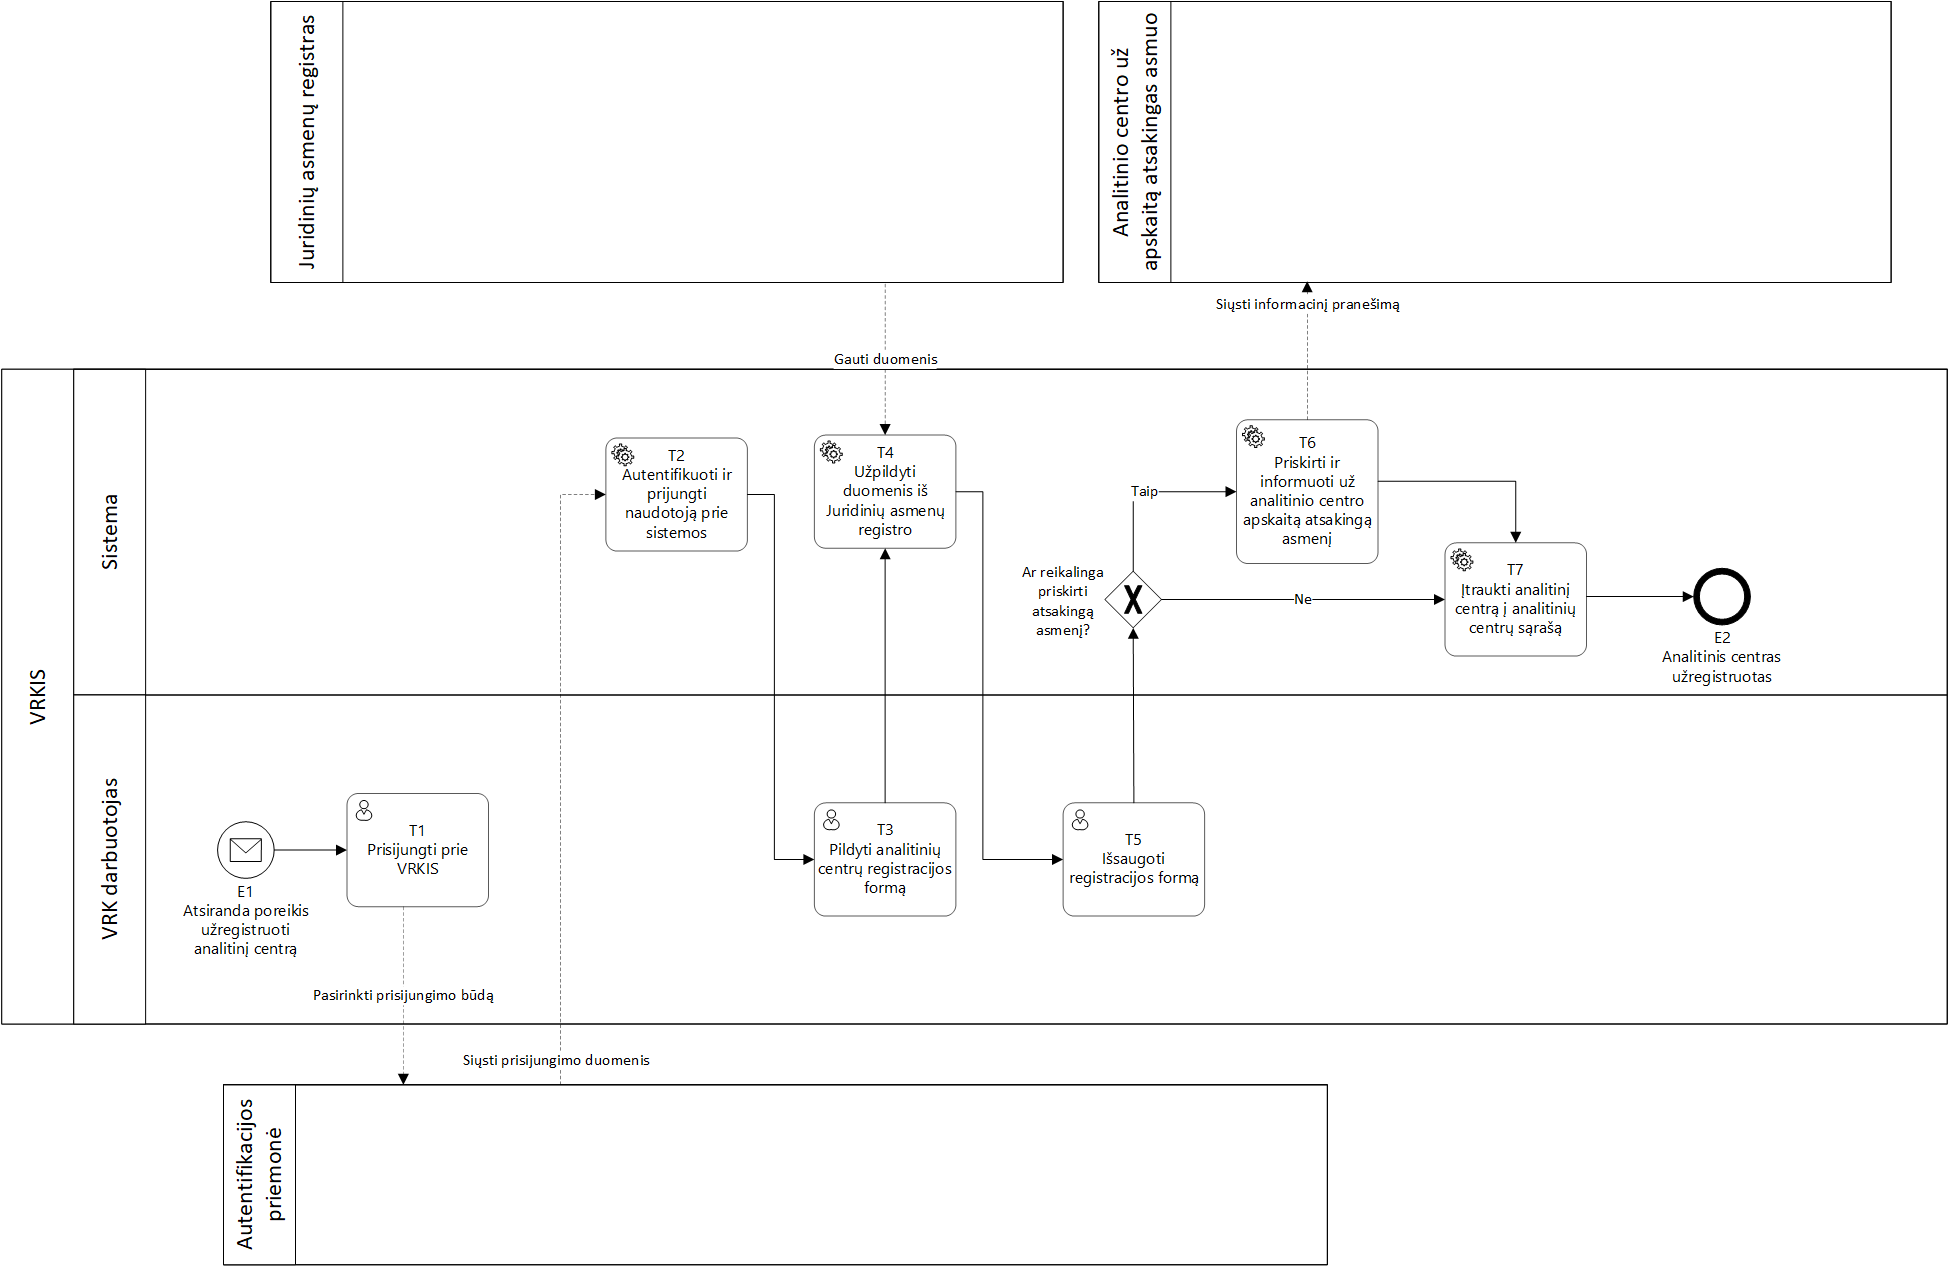 Juridinių asmenų registras
Analitinio centro už
apskaitą atsakingas asmuo
Siųsti informacinį pranešimą
Gauti duomenis
VRKIS
Sistema
T2
Autentifikuoti ir
prijungti
naudotoją prie
sistemos
T4
Užpildyti
duomenis iš
Juridinių asmenų
registro
Ar reikalinga
priskirti
atsakingą
asmenį?
Taip
Ne
T6
Priskirti ir
informuoti už
analitinio centro
apskaitą atsakingą
asmenį
T7
Įtraukti analitinį
centrą į analitinių
centrų sąrašą
E2
Analitinis centras
užregistruotas
VRK darbuotojas
E1
Atsiranda poreikis
užregistruoti
analitinį centrą
T1
Prisijungti prie
VRKIS
T3
Pildyti analitinių
centrų registracijos
formą
T5
Išsaugoti
registracijos formą
Pasirinkti prisijungimo būdą
Siųsti prisijungimo duomenis
Autentifikacijos
priemonė